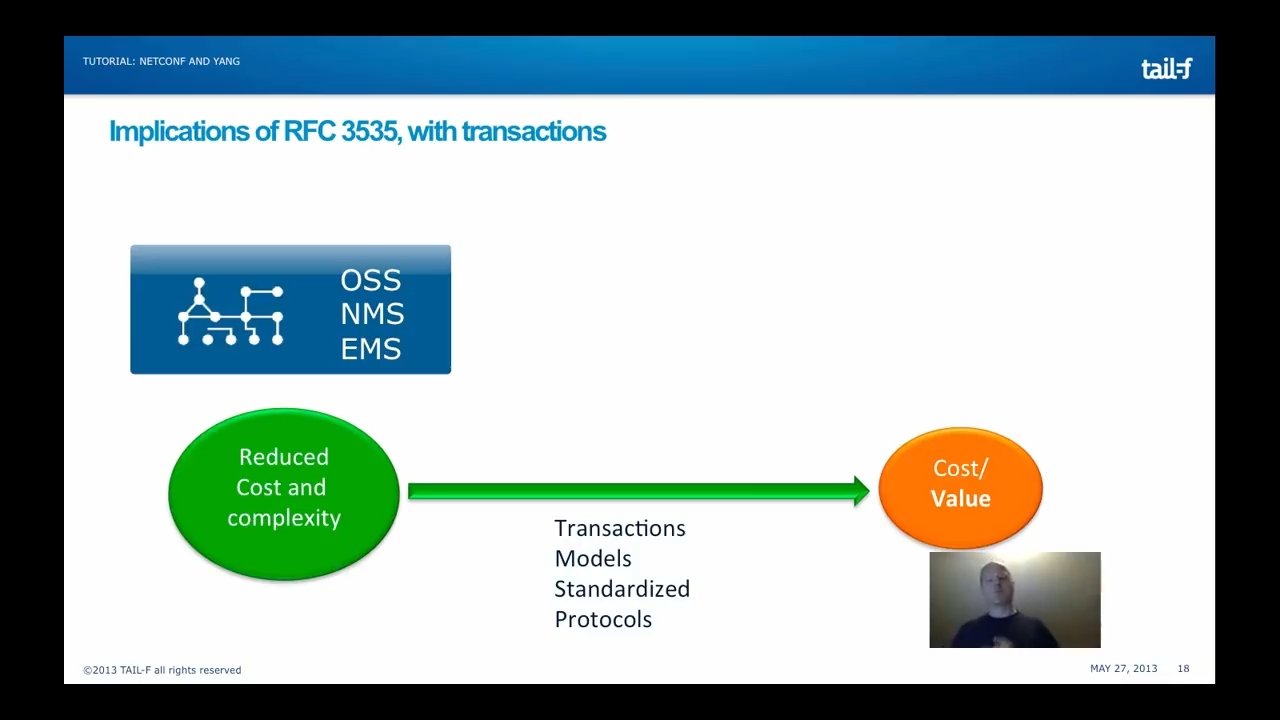 TUTORIAL: NETCONF AND YANG
tail-f
Implications of RFC 3535, with transactions
OSS
NMS
EMS
Reduced
Cost and
complexity
Cost/
Value
Transactions
Models
Standardized
Protocols
©2013 TAIL-F all rights reserved
MAY 27, 2013 18